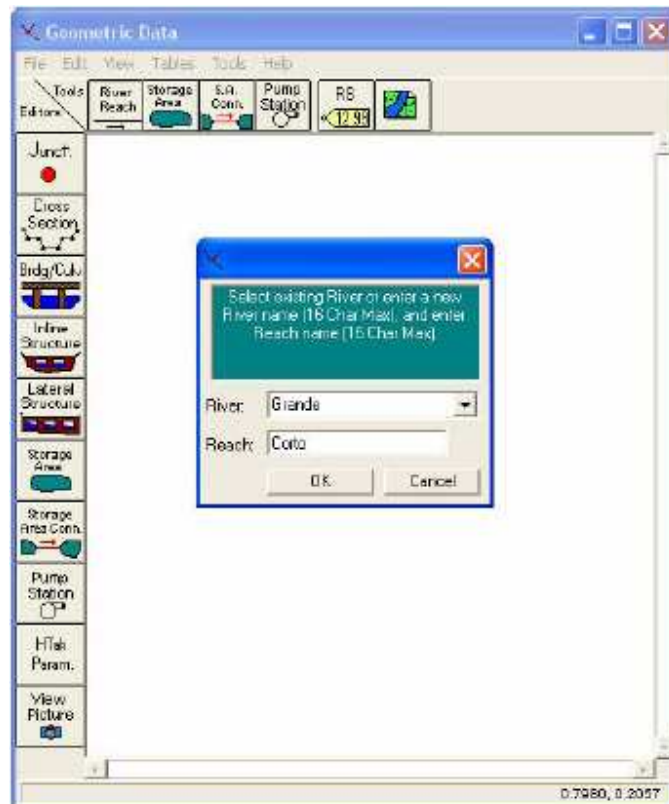 Geometric Data
File Edit View Tables Tools Help
Tools
Editors
River
Reach
Storage
Area
S.A.
Conn.
Pump
Station
RS
Junct.
Cross
Section
Brdg/Culv
Inline
Structure
Lateral
Structure
Storage
Area
Storage
Area Conn.
Pump
Station
HTab
Param.
View
Picture
Select existing River or enter a new
River name (16 Char Max), and enter
Reach name (16 Char Max)
River: Grande
Reach: Corto
OK Cancel
0.7980, 0.2057